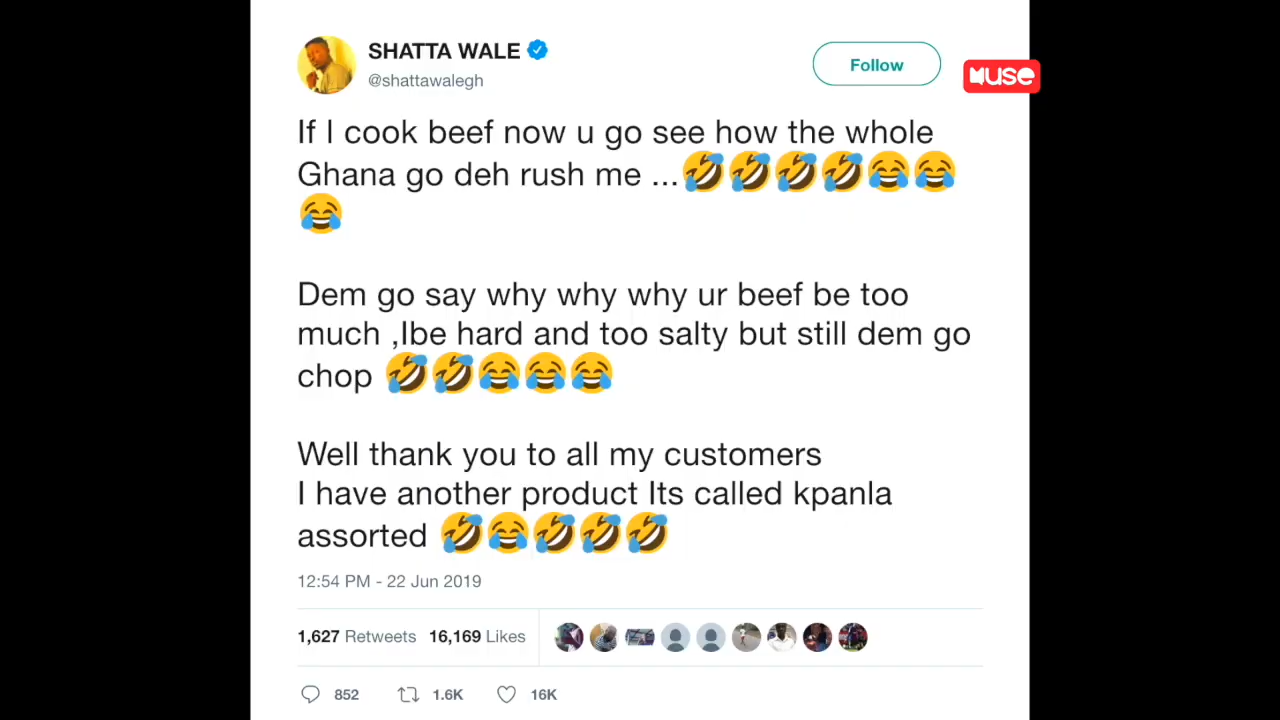 SHATTA WALE
@shattawalegh
Follow
MUSE
If I cook beef now u go see how the whole
Ghana go deh rush me ...🤣🤣🤣🤣😂😂
😂
Dem go say why why why ur beef be too
much ,Ibe hard and too salty but still dem go
chop 🤣🤣😂😂😂
Well thank you to all my customers
I have another product Its called kpanla
assorted 🤣😂🤣🤣🤣
12:54 PM - 22 Jun 2019
1,627 Retweets 16,169 Likes
852 1.6K 16K